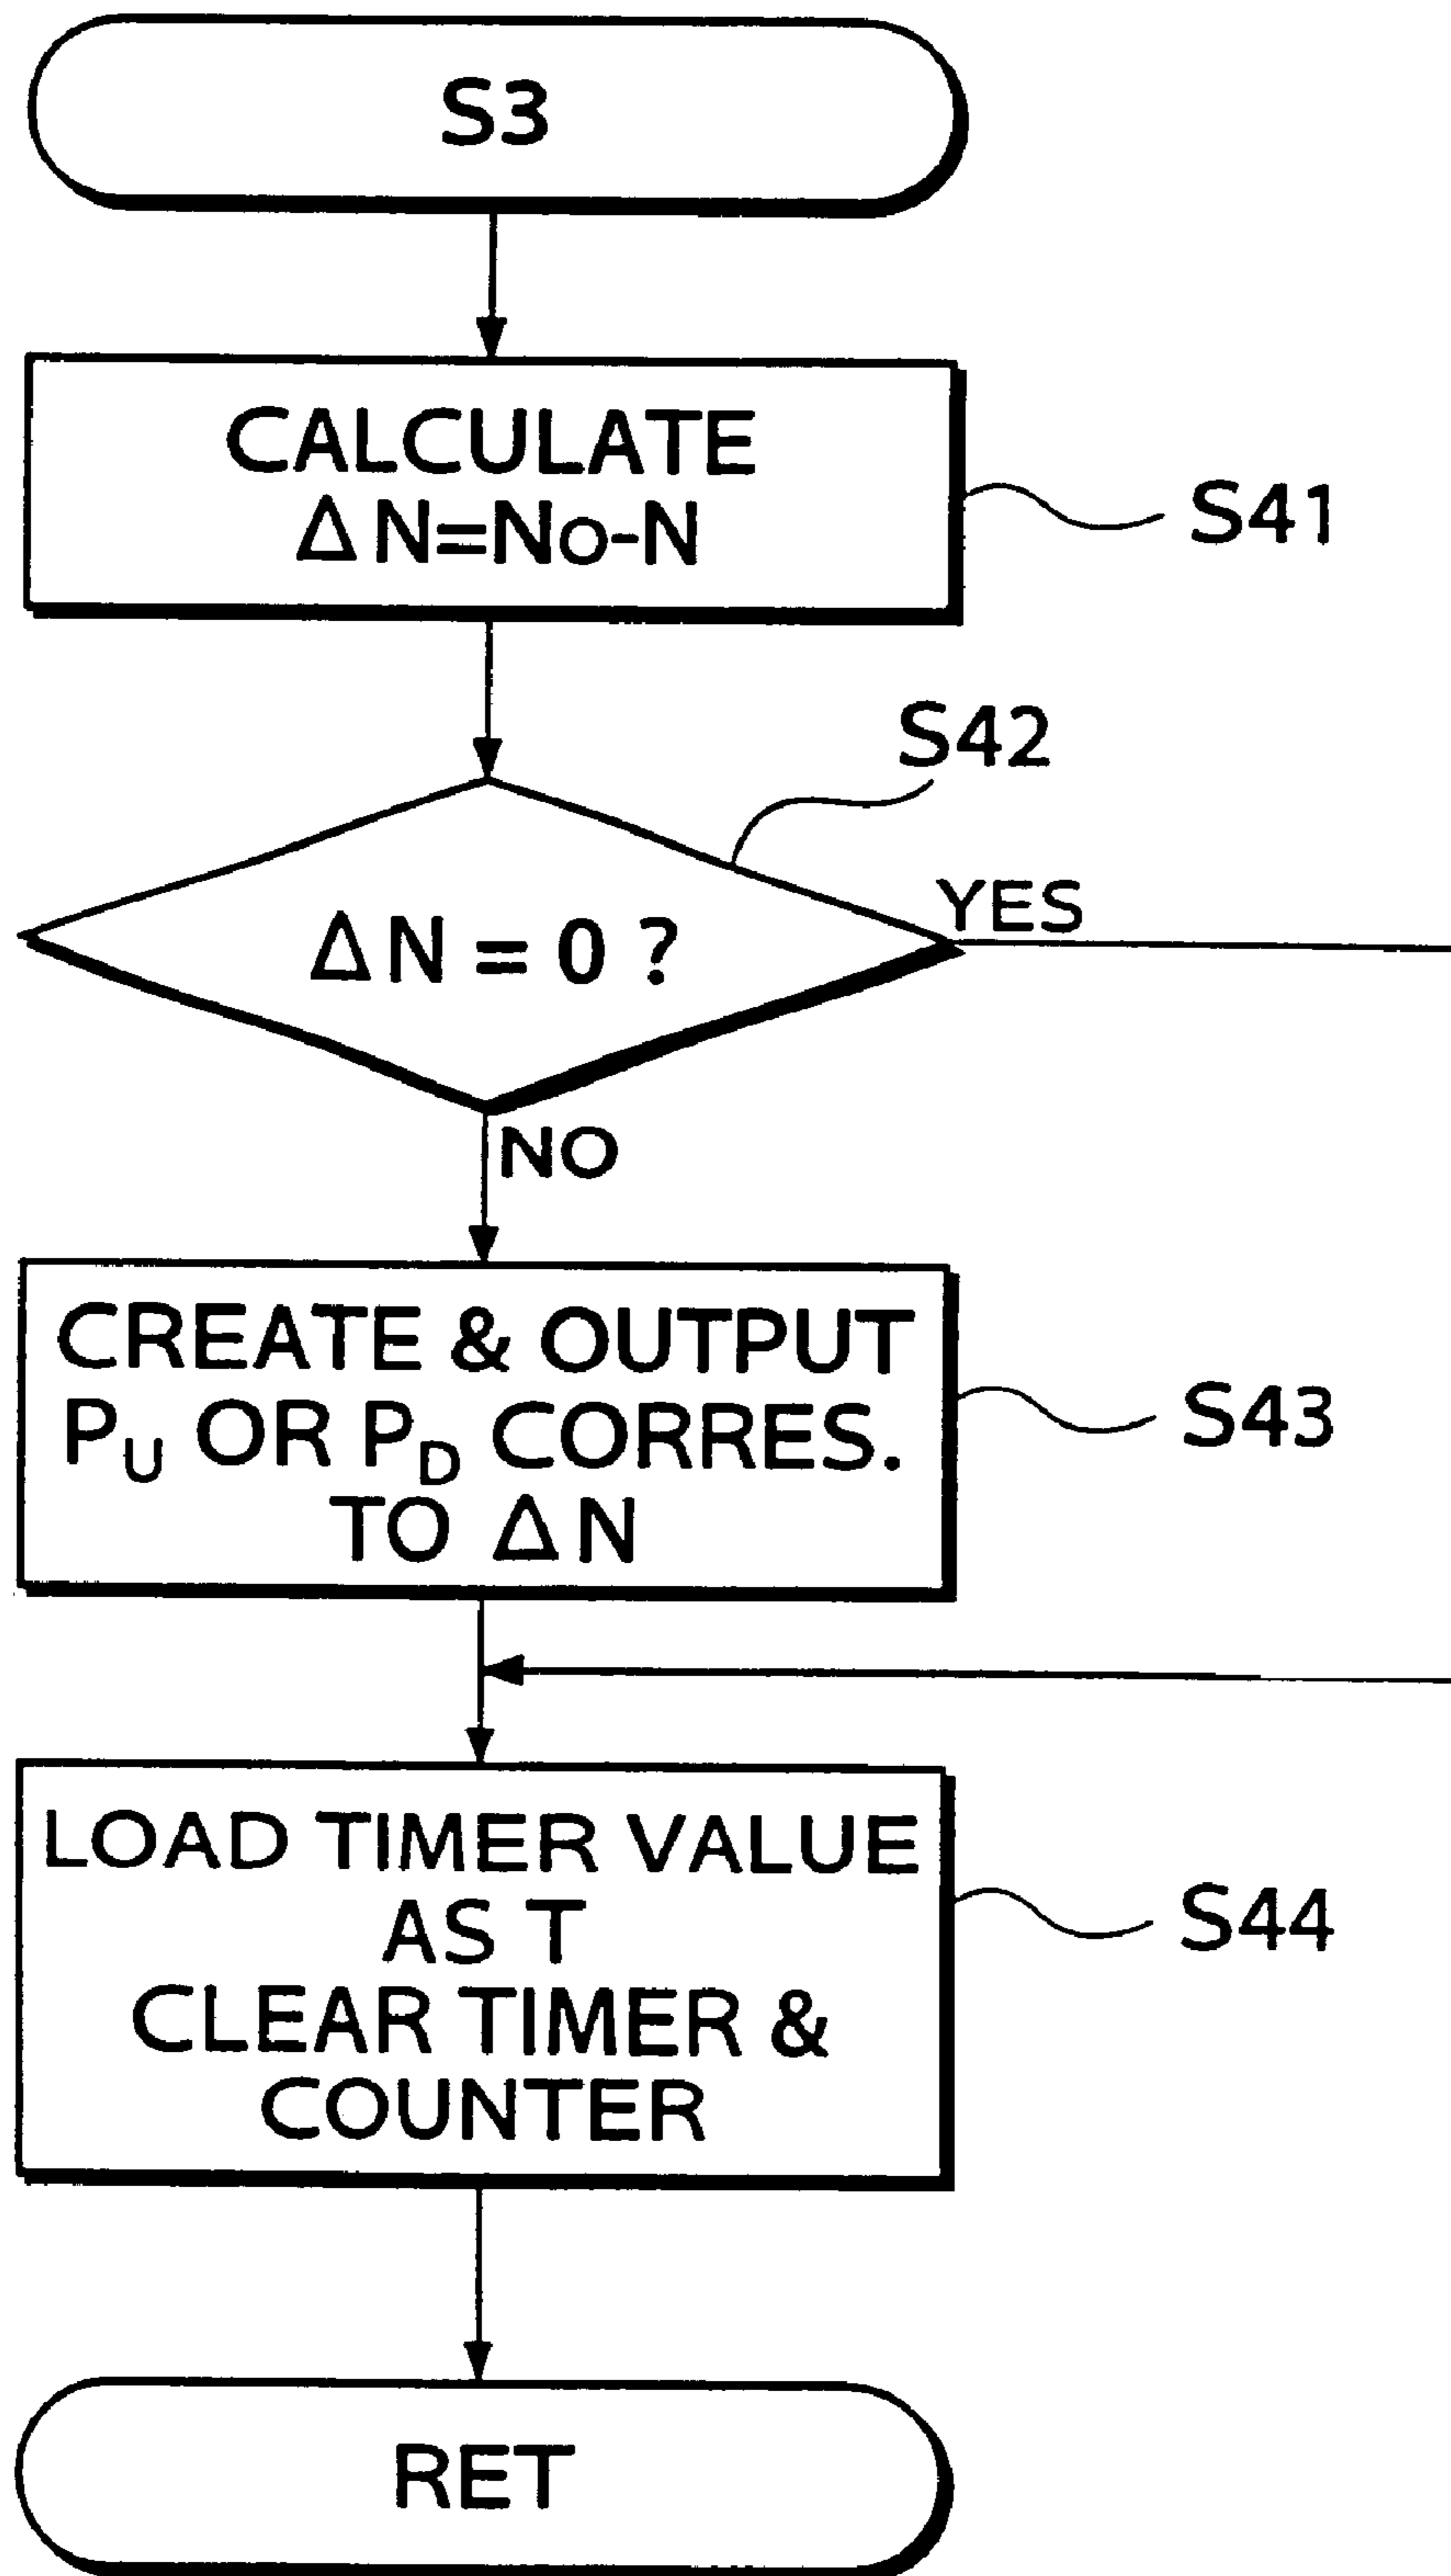 S3
CALCULATE
ΔN=No-N
S41
S42
ΔN = 0 ?
YES
NO
CREATE & OUTPUT
PU OR PD CORRES.
TO ΔN
S43
LOAD TIMER VALUE
AS T
CLEAR TIMER &
COUNTER
S44
RET